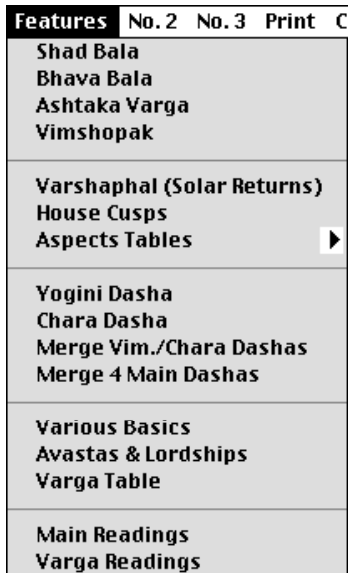 Features No. 2 No. 3 Print C
Shad Bala
Bhava Bala
Ashtaka Varga
Vimshopak
Varshaphal (Solar Returns)
House Cusps
Aspects Tables
Yogini Dasha
Chara Dasha
Merge Vim./Chara Dashas
Merge 4 Main Dashas
Various Basics
Avastas & Lordships
Varga Table
Main Readings
Varga Readings